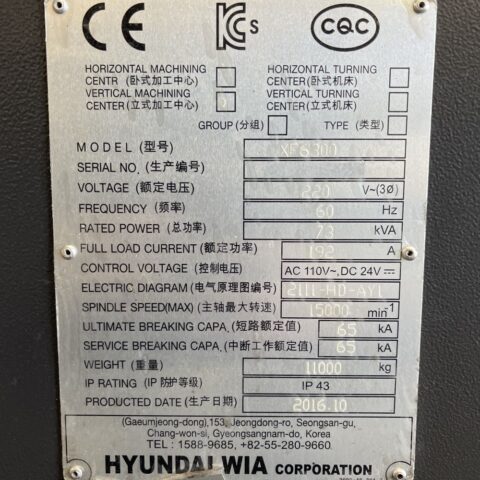 CE KC s CQC
HORIZONTAL MACHINING
CENTR (卧式加工中心)
HORIZONTAL TURNING
CENTER (卧式机床)
VERTICAL MACHINING
CENTER(立式加工中心)
VERTICAL TURNING
CENTER(立式机床)
GROUP (分组) TYPE (类型)
MODEL (型号) XF6300
SERIAL NO. (生产编号)
VOLTAGE (额定电压) 220 V~(3Ø)
FREQUENCY (频率) 60 Hz
RATED POWER (总功率) 73 kVA
FULL LOAD CURRENT (额定功率) 192 A
CONTROL VOLTAGE (控制电压) AC 110V~, DC 24V⎓
ELECTRIC DIAGRAM (电气原理图编号) 2111-HD-AY1
SPINDLE SPEED(MAX) (主轴最大转速) 15000 min-1
ULTIMATE BREAKING CAPA. (短路额定值) 65 kA
SERVICE BREAKING CAPA. (中断工作额定值) 65 kA
WEIGHT (重量) 11000 kg
IP RATING (IP 防护等级) IP 43
PRODUCTED DATE (生产日期) 2016.10
(Gaeumjeong-dong),153, Jeongdong-ro, Seongsan-gu,
Chang-won-si, Gyeongsangnam-do, Korea
TEL : 1588-9685, +82-55-280-9660.
HYUNDAI WIA CORPORATION